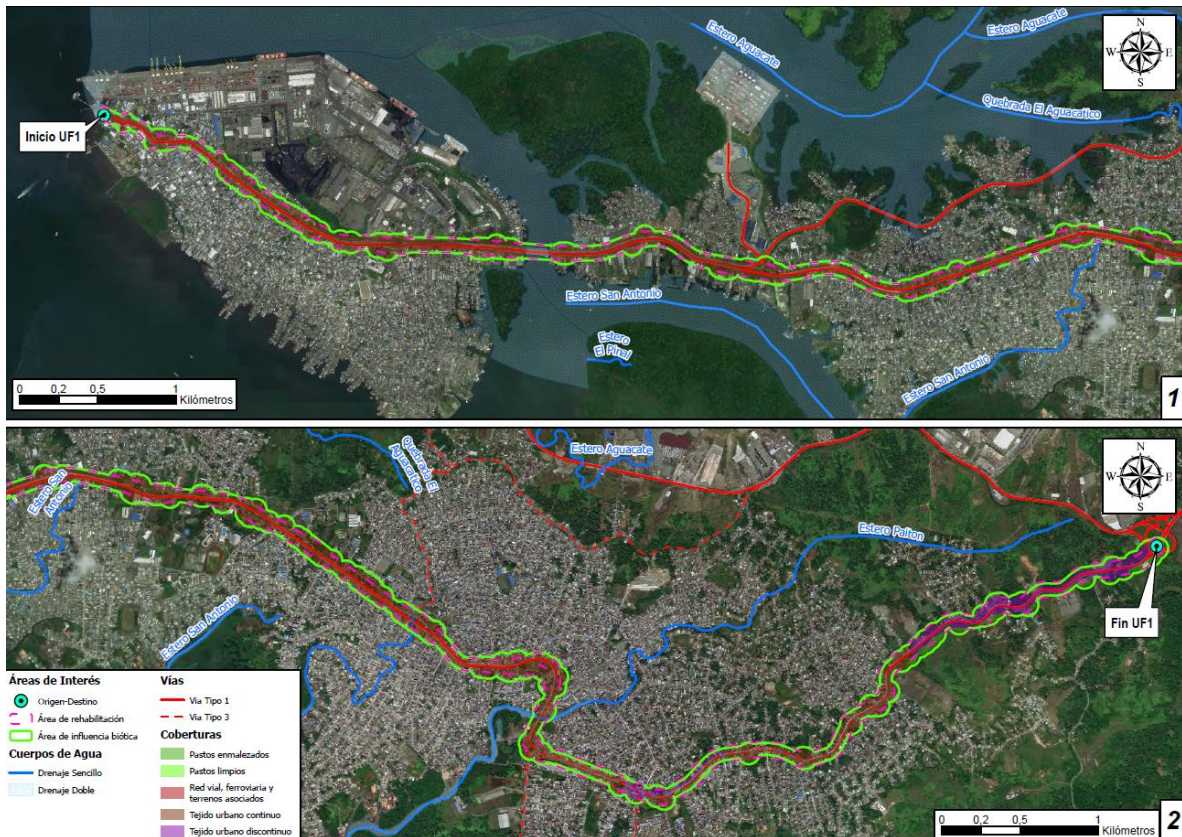 Estero Aguacate
Estero Aguacate
Quebrada El Aguacatico
N
W E
S
Inicio UF1
Estero San Antonio
Estero
El Pinal
Estero San Antonio
0 0,2 0,5 1
Kilómetros
1
Estero San
Antonio
Quebrada El
Aguacatico
Estero Aguacate
N
W E
S
Estero Paiton
Fin UF1
Estero San Antonio
Áreas de Interés
Origen-Destino
Área de rehabilitación
Área de influencia biótica
Cuerpos de Agua
Drenaje Sencillo
Drenaje Doble
Vías
Via Tipo 1
Via Tipo 3
Coberturas
Pastos enmalezados
Pastos limpios
Red vial, ferroviaria y
terrenos asociados
Tejido urbano continuo
Tejido urbano discontinuo
0 0,2 0,5 1
Kilómetros
2